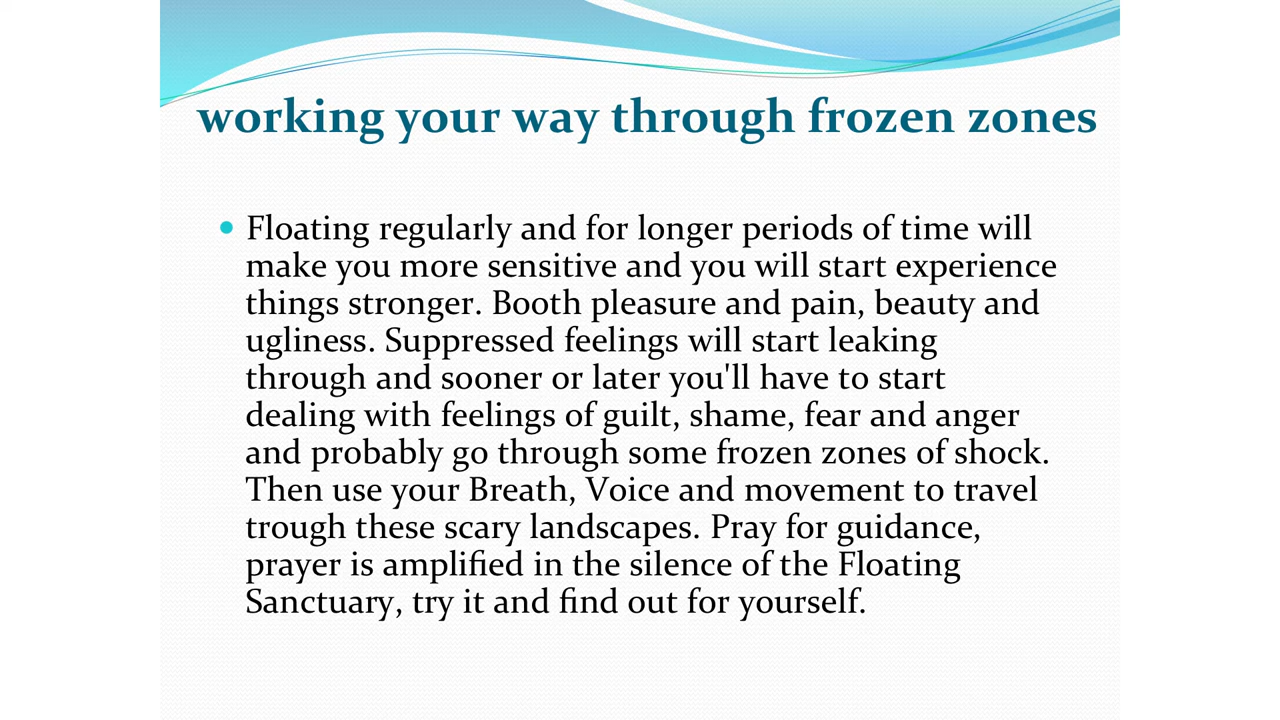 working your way through frozen zones
Floating regularly and for longer periods of time will
make you more sensitive and you will start experience
things stronger. Booth pleasure and pain, beauty and
ugliness. Suppressed feelings will start leaking
through and sooner or later you'll have to start
dealing with feelings of guilt, shame, fear and anger
and probably go through some frozen zones of shock.
Then use your Breath, Voice and movement to travel
trough these scary landscapes. Pray for guidance,
prayer is amplified in the silence of the Floating
Sanctuary, try it and find out for yourself.